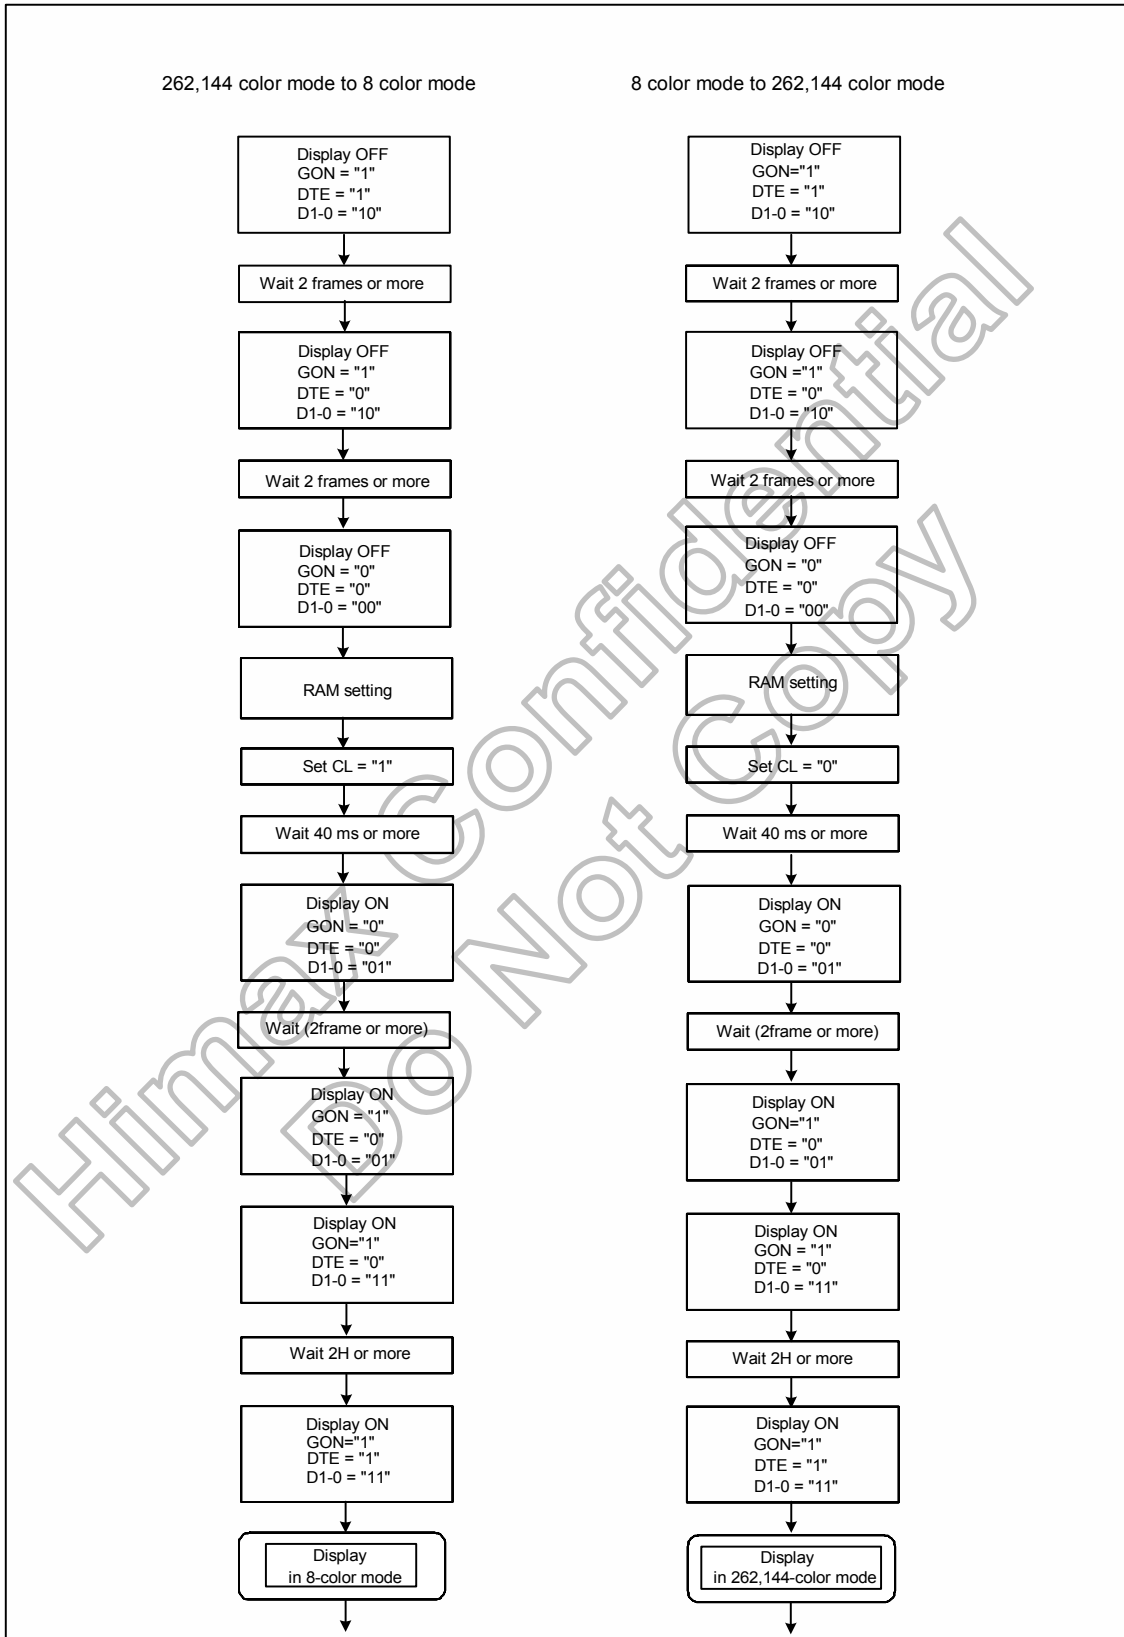 262,144 color mode to 8 color mode
Display OFF
GON = "1"
DTE = "1"
D1-0 = "10"
Wait 2 frames or more
Display OFF
GON ="1"
DTE = "0"
D1-0 = "10"
Wait 2 frames or more
Display OFF
GON = "0"
DTE = "0"
D1-0 = "00"
RAM setting
Set CL = "1"
Wait 40 ms or more
Display ON
GON = "0"
DTE = "0"
D1-0 = "01"
Wait (2frame or more)
Display ON
GON = "1"
DTE = "0"
D1-0 = "01"
Display ON
GON="1"
DTE = "0"
D1-0 = "11"
Wait 2H or more
Display ON
GON="1"
DTE = "1"
D1-0 = "11"
Display
in 8-color mode
8 color mode to 262,144 color mode
Display OFF
GON="1"
DTE = "1"
D1-0 = "10"
Wait 2 frames or more
Display OFF
GON ="1"
DTE = "0"
D1-0 = "10"
Wait 2 frames or more
Display OFF
GON = "0"
DTE = "0"
D1-0 = "00"
RAM setting
Set CL = "0"
Wait 40 ms or more
Display ON
GON = "0"
DTE = "0"
D1-0 = "01"
Wait (2frame or more)
Display ON
GON="1"
DTE = "0"
D1-0 = "01"
Display ON
GON = "1"
DTE = "0"
D1-0 = "11"
Wait 2H or more
Display ON
GON="1"
DTE = "1"
D1-0 = "11"
Display
in 262,144-color mode
Himax Confidential
Do Not Copy